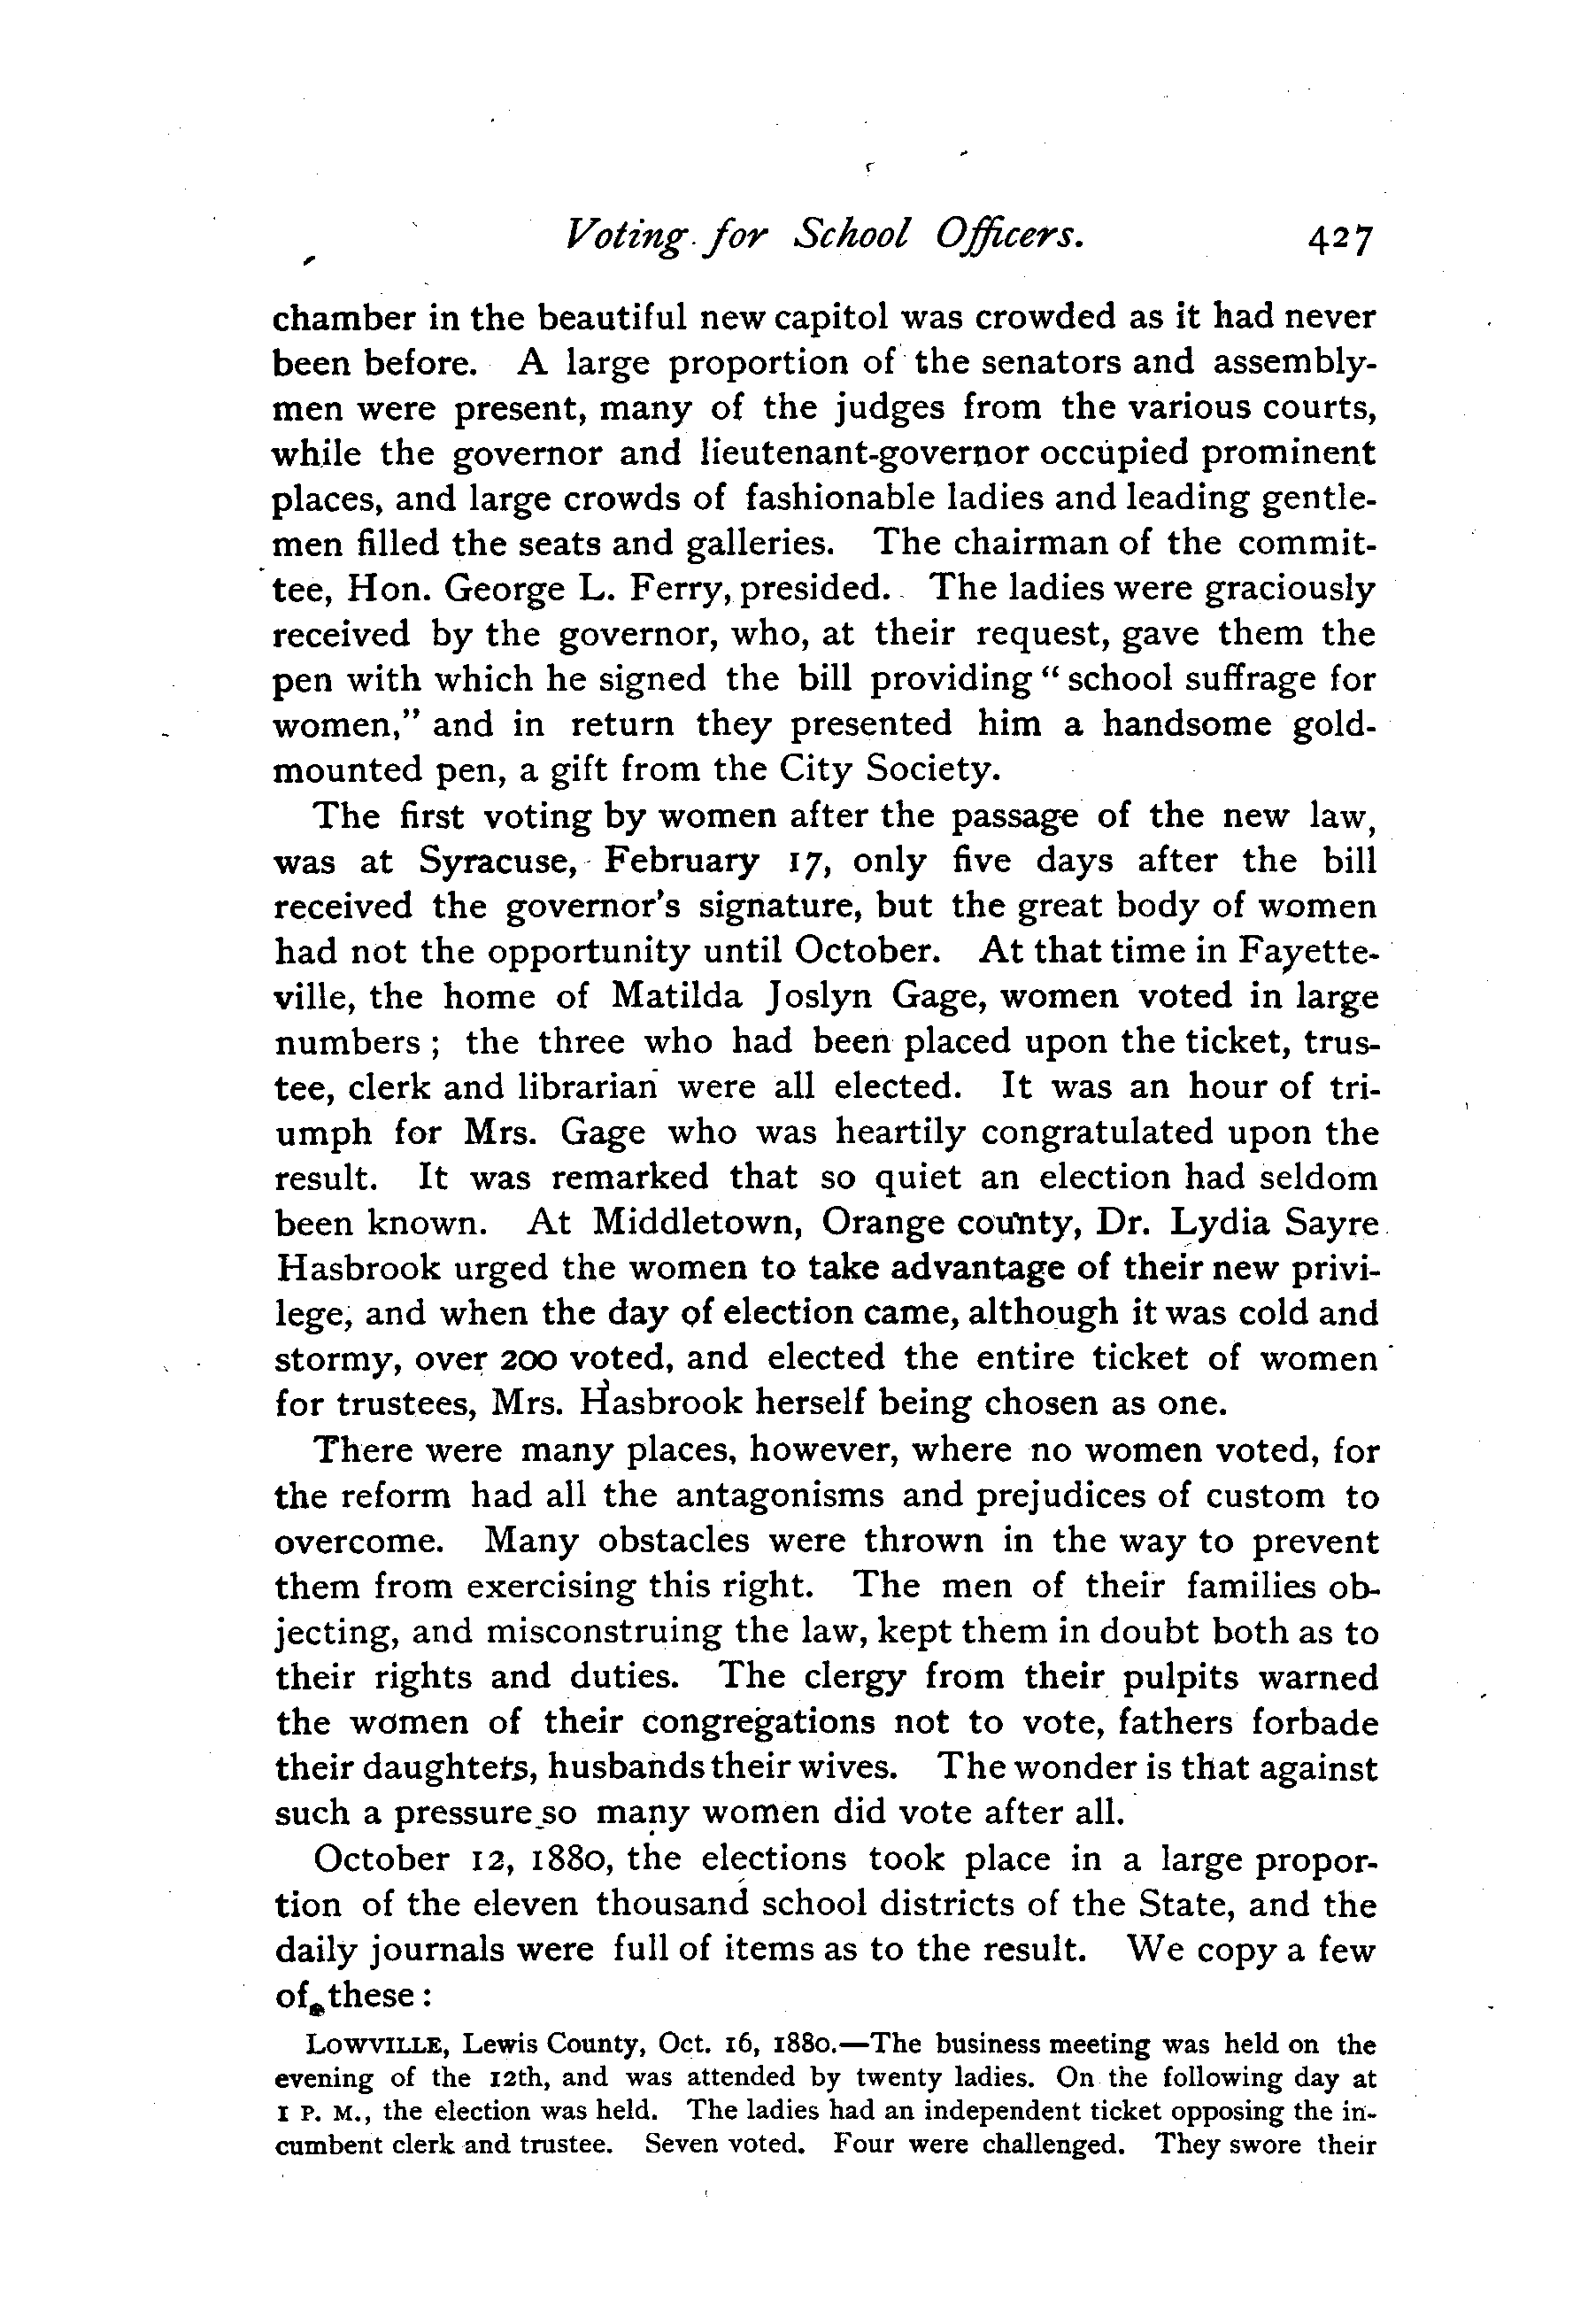 Voting for School Officers. 427
chamber in the beautiful new capitol was crowded as it had never
been before. A large proportion of the senators and assembly-
men were present, many of the judges from the various courts,
while the governor and lieutenant-governor occupied prominent
places, and large crowds of fashionable ladies and leading gentle-
men filled the seats and galleries. The chairman of the commit-
tee, Hon. George L. Ferry, presided. The ladies were graciously
received by the governor, who, at their request, gave them the
pen with which he signed the bill providing “school suffrage for
women,” and in return they presented him a handsome gold-
mounted pen, a gift from the City Society.
The first voting by women after the passage of the new law,
was at Syracuse, February 17, only five days after the bill
received the governor's signature, but the great body of women
had not the opportunity until October. At that time in Fayette-
ville, the home of Matilda Joslyn Gage, women voted in large
numbers; the three who had been placed upon the ticket, trus-
tee, clerk and librarian were all elected. It was an hour of tri-
umph for Mrs. Gage who was heartily congratulated upon the
result. It was remarked that so quiet an election had seldom
been known. At Middletown, Orange county, Dr. Lydia Sayre
Hasbrook urged the women to take advantage of their new privi-
lege, and when the day of election came, although it was cold and
stormy, over 200 voted, and elected the entire ticket of women
for trustees, Mrs. Hasbrook herself being chosen as one.
There were many places, however, where no women voted, for
the reform had all the antagonisms and prejudices of custom to
overcome. Many obstacles were thrown in the way to prevent
them from exercising this right. The men of their families ob-
jecting, and misconstruing the law, kept them in doubt both as to
their rights and duties. The clergy from their pulpits warned
the women of their congregations not to vote, fathers forbade
their daughters, husbands their wives. The wonder is that against
such a pressure so many women did vote after all.
October 12, 1880, the elections took place in a large propor-
tion of the eleven thousand school districts of the State, and the
daily journals were full of items as to the result. We copy a few
of these:
LOWVILLE, Lewis County, Oct. 16, 1880.—The business meeting was held on the
evening of the 12th, and was attended by twenty ladies. On the following day at
1 P. M., the election was held. The ladies had an independent ticket opposing the in-
cumbent clerk and trustee. Seven voted. Four were challenged. They swore their